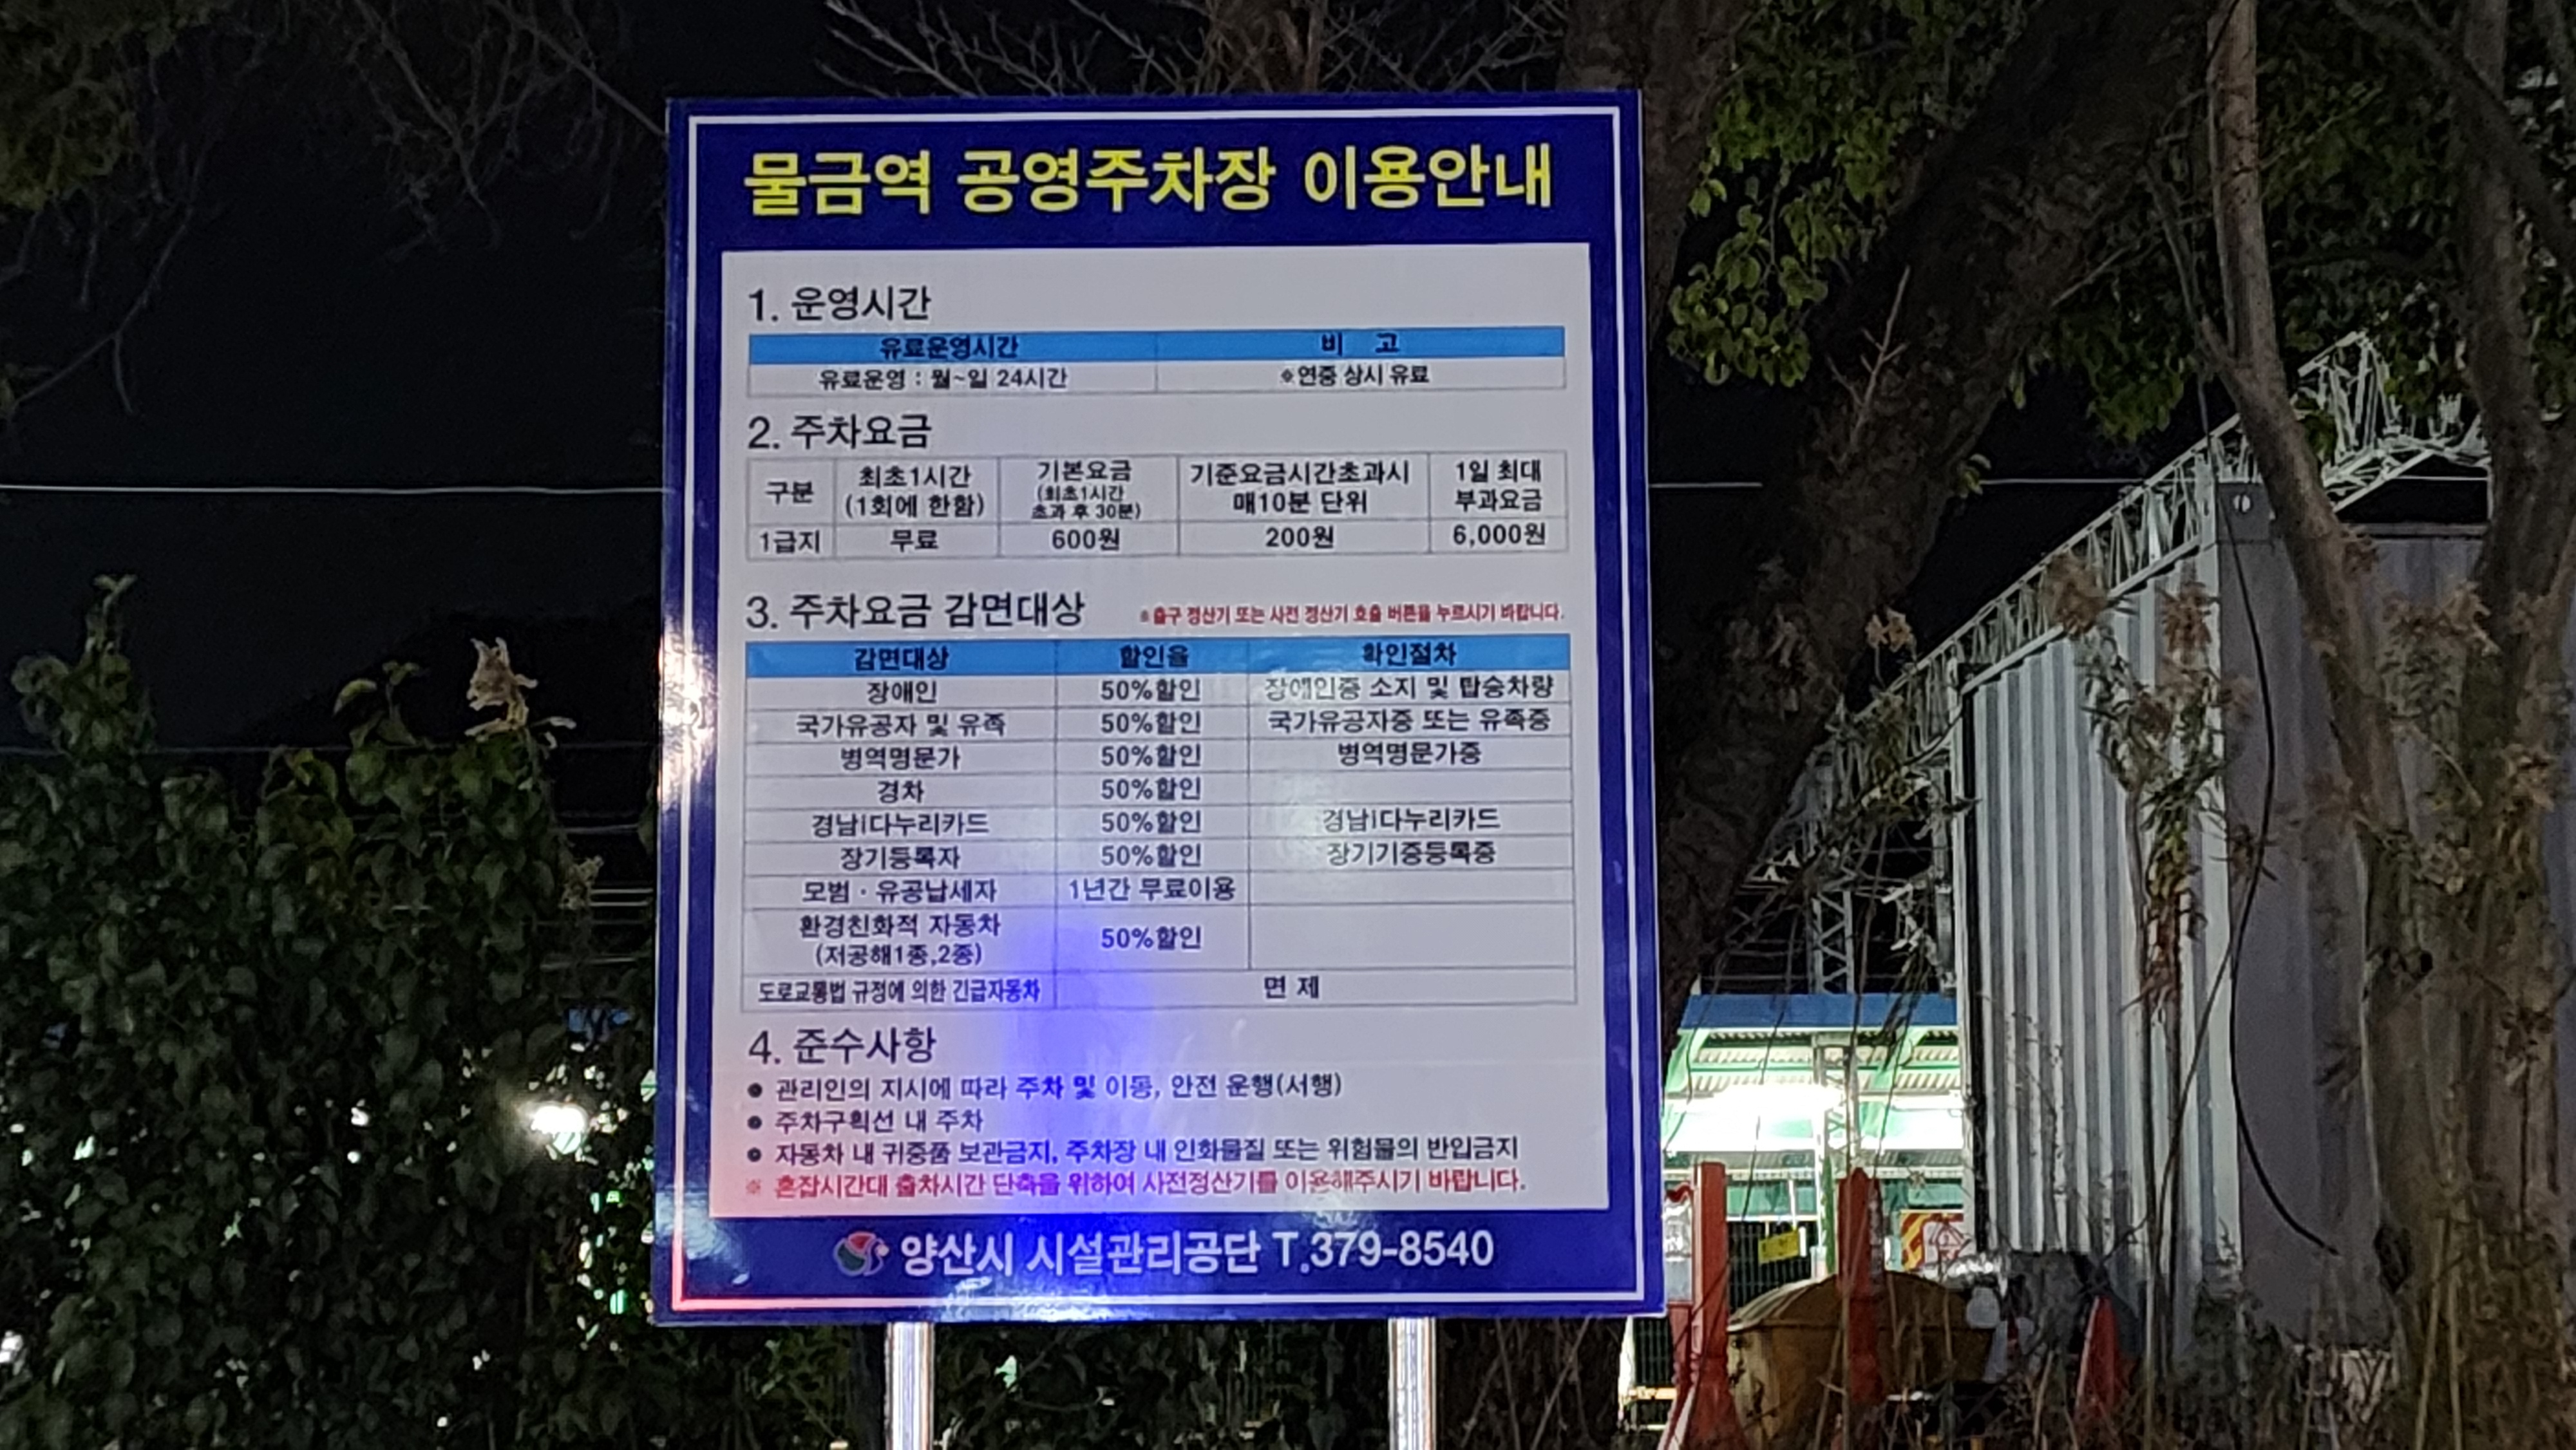 물금역 공영주차장 이용안내
1. 운영시간
유료운영시간 비 고
유료운영 : 월~일 24시간 ※연중 상시 유료
2. 주차요금
구분 최초1시간 (1회에 한함) 기본요금 (최초1시간 초과 후 30분) 기준요금시간초과시 매10분 단위 1일 최대 부과요금
1급지 무료 600원 200원 6,000원
3. 주차요금 감면대상 ※출구 정산기 또는 사전 정산기 호출 버튼을 누르시기 바랍니다.
감면대상 할인율 확인절차
장애인 50%할인 장애인증 소지 및 탑승차량
국가유공자 및 유족 50%할인 국가유공자증 또는 유족증
병역명문가 50%할인 병역명문가증
경차 50%할인
경남i다누리카드 50%할인 경남i다누리카드
장기등록자 50%할인 장기기증등록증
모범 · 유공납세자 1년간 무료이용
환경친화적 자동차 (저공해1종,2종) 50%할인
도로교통법 규정에 의한 긴급자동차 면 제
4. 준수사항
● 관리인의 지시에 따라 주차 및 이동, 안전 운행(서행)
● 주차구획선 내 주차
● 자동차 내 귀중품 보관금지, 주차장 내 인화물질 또는 위험물의 반입금지
※ 혼잡시간대 출차시간 단축을 위하여 사전정산기를 이용해주시기 바랍니다.
양산시 시설관리공단 T.379-8540